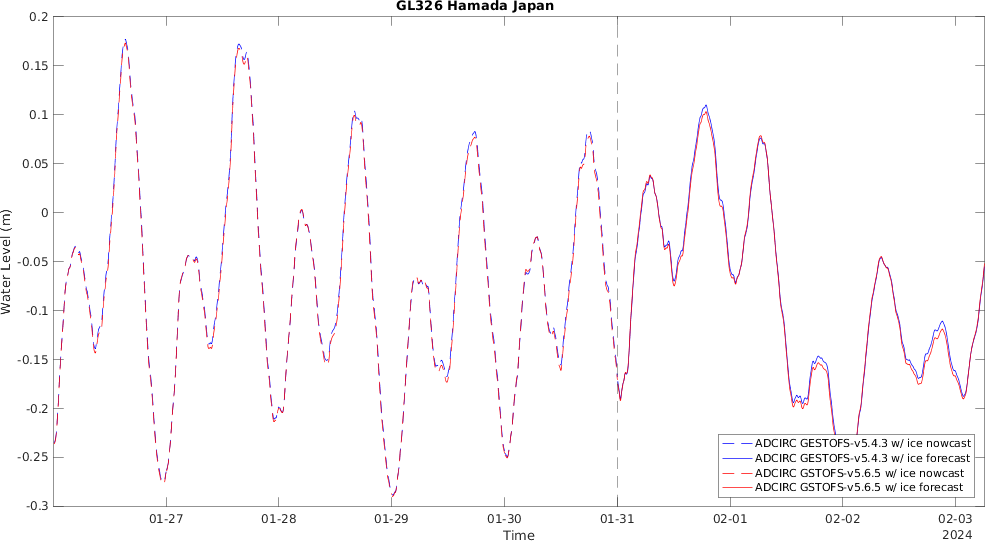 GL326 Hamada Japan
0.2
0.15
0.1
0.05
0
-0.05
-0.1
-0.15
-0.2
-0.25
-0.3
Water Level (m)
01-27
01-28
01-29
01-30
01-31
02-01
02-02
02-03
Time
2024
ADCIRC GESTOFS-v5.4.3 w/ ice nowcast
ADCIRC GESTOFS-v5.4.3 w/ ice forecast
ADCIRC GSTOFS-v5.6.5 w/ ice nowcast
ADCIRC GSTOFS-v5.6.5 w/ ice forecast